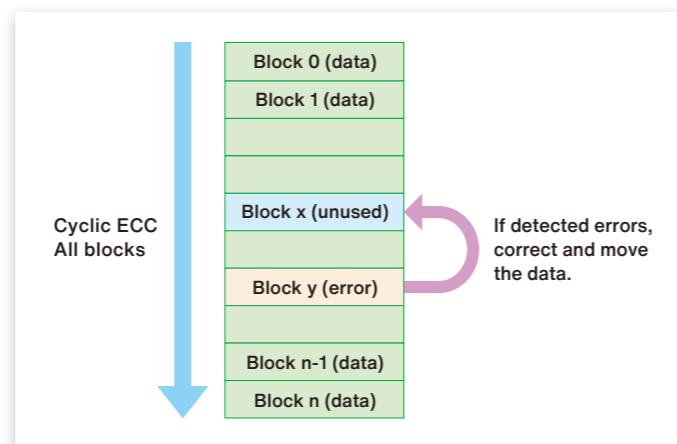 Block 0 (data)
Block 1 (data)
Block x (unused)
Cyclic ECC
All blocks
If detected errors,
correct and move
the data.
Block y (error)
Block n-1 (data)
Block n (data)